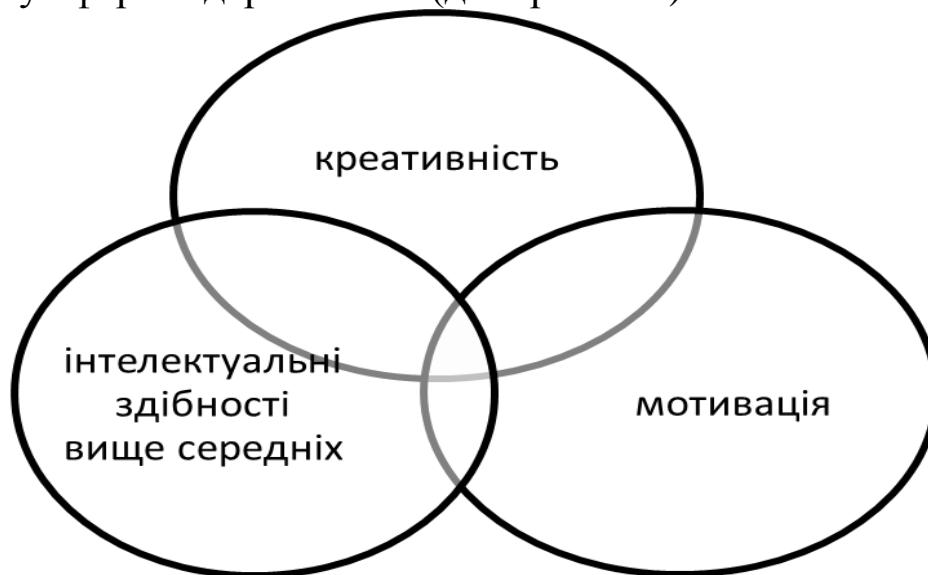 креативність
інтелектуальні
здібності
вище середніх
мотивація